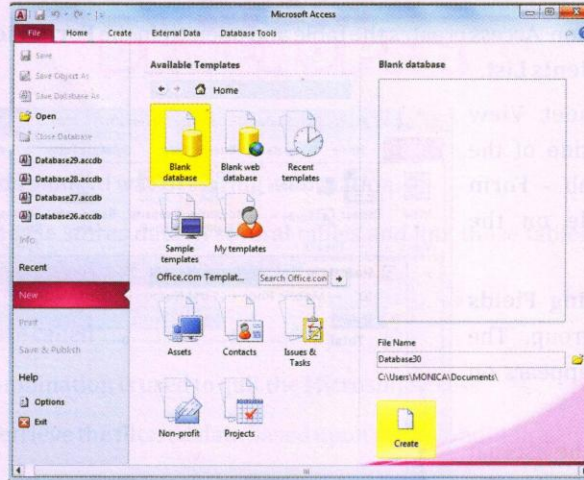 Microsoft Access
File Home Create External Data Database Tools
Save
Save Object As
Save Database As
Open
Close Database
Database29.accdb
Database28.accdb
Database27.accdb
Database26.accdb
Info
Recent
New
Print
Save & Publish
Help
Options
Exit
Available Templates
Home
Blank database
Blank web database
Recent templates
Sample templates
My templates
Office.com Templat... Search Office.con
Assets
Contacts
Issues & Tasks
Non-profit
Projects
Blank database
File Name
Database30
C:\Users\MONICA\Documents\
Create